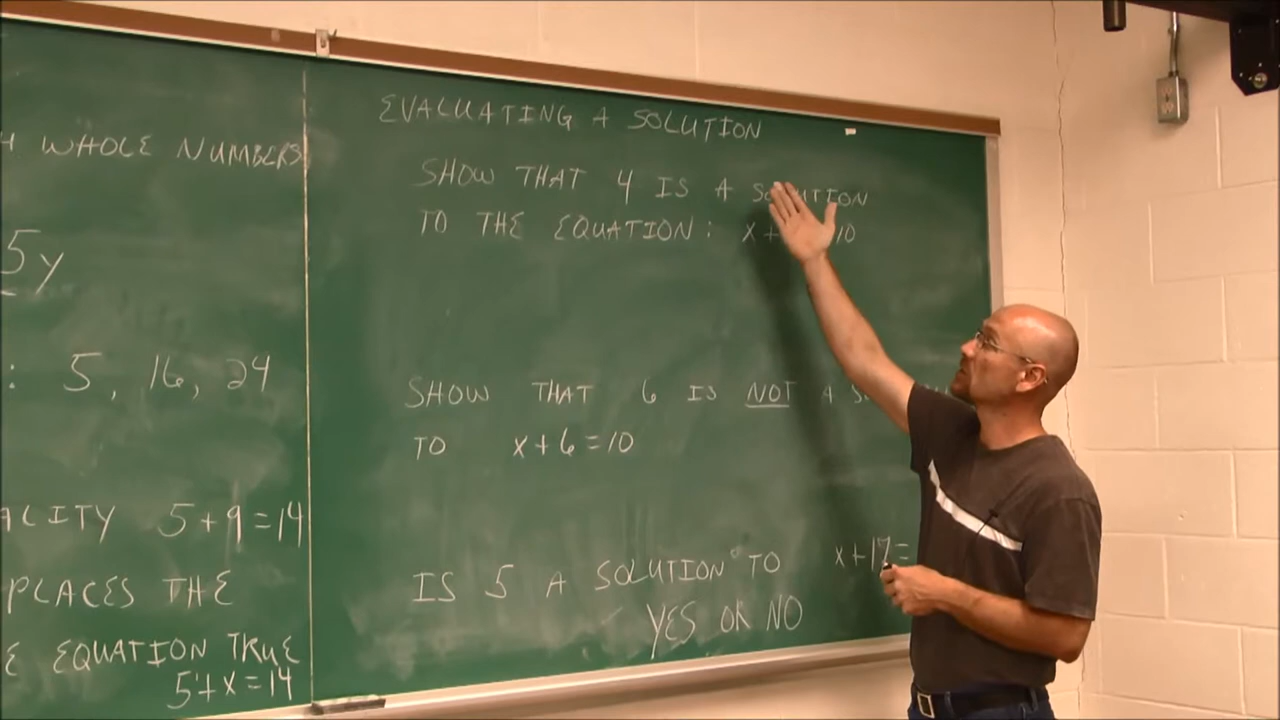 WHOLE NUMBERS
5y
: 5, 16, 24
5+9=14
PLACES THE
EQUATION TRUE
5+x=14
EVALUATING A SOLUTION
SHOW THAT 4 IS A SOLUTION
TO THE EQUATION: x+ 10
SHOW THAT 6 IS NOT A
TO x+6=10
IS 5 A SOLUTION TO x+17=
YES OR NO